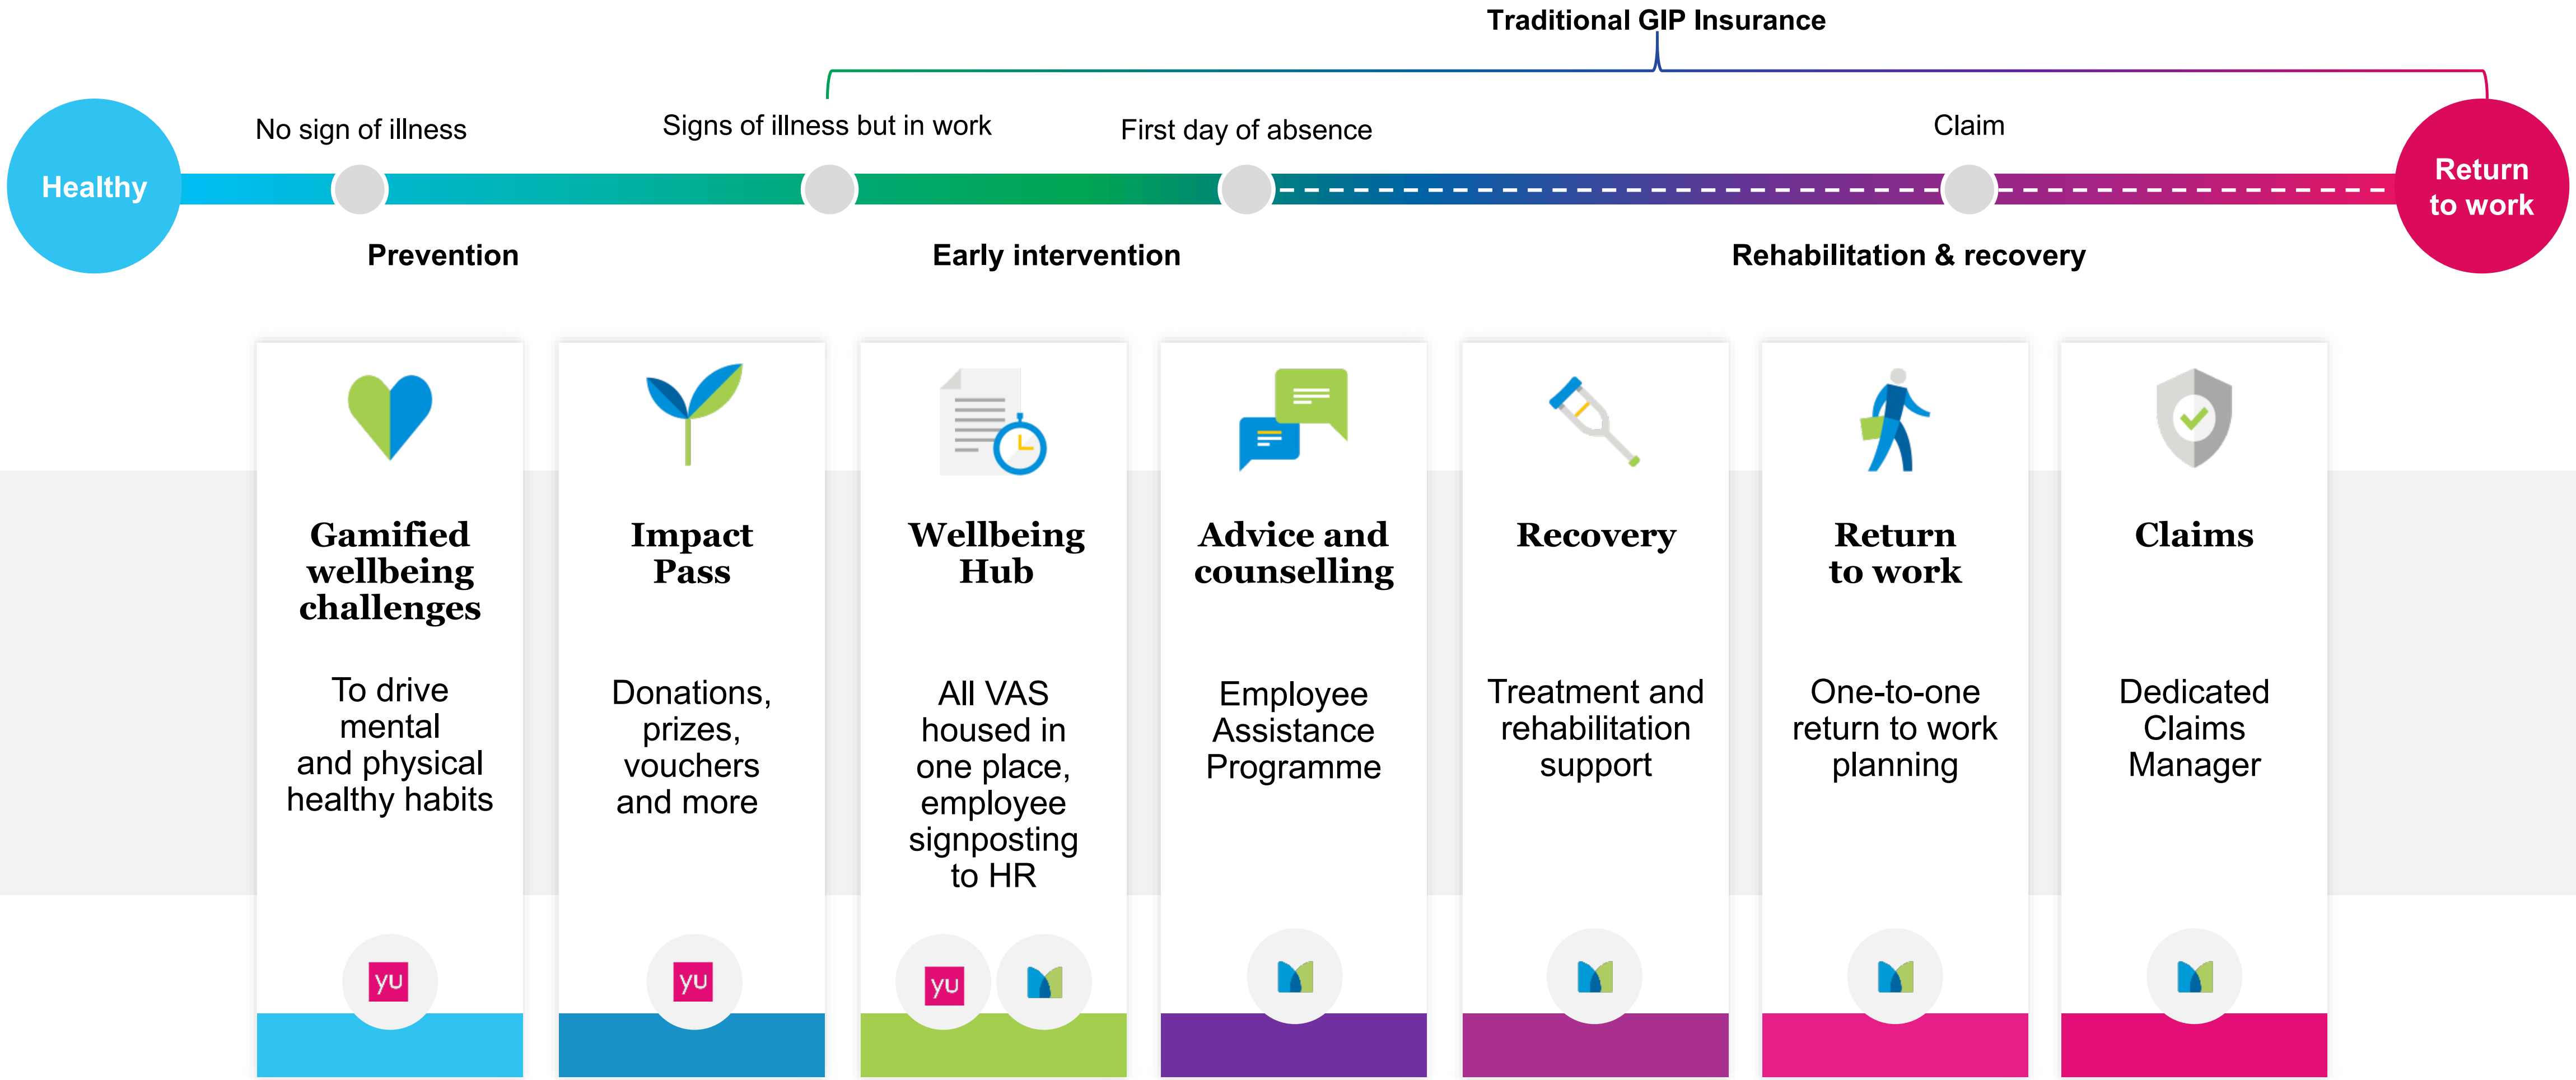 Traditional GIP Insurance
No sign of illness
Signs of illness but in work
First day of absence
Claim
Healthy
Return
to work
Prevention
Early intervention
Rehabilitation & recovery
Gamified
wellbeing
challenges
To drive
mental
and physical
healthy habits
yu
Impact
Pass
Donations,
prizes,
vouchers
and more
yu
Wellbeing
Hub
All VAS
housed in
one place,
employee
signposting
to HR
yu
Advice and
counselling
Employee
Assistance
Programme
Recovery
Treatment and
rehabilitation
support
Return
to work
One-to-one
return to work
planning
Claims
Dedicated
Claims
Manager